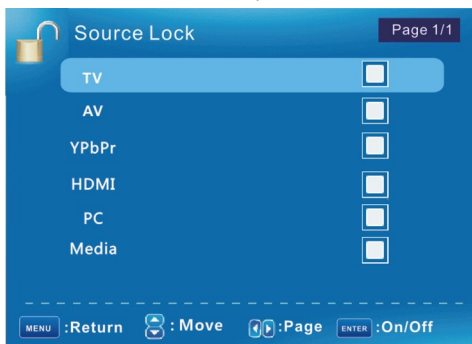 Source Lock Page 1/1
TV
AV
YPbPr
HDMI
PC
Media
MENU :Return : Move :Page ENTER :On/Off